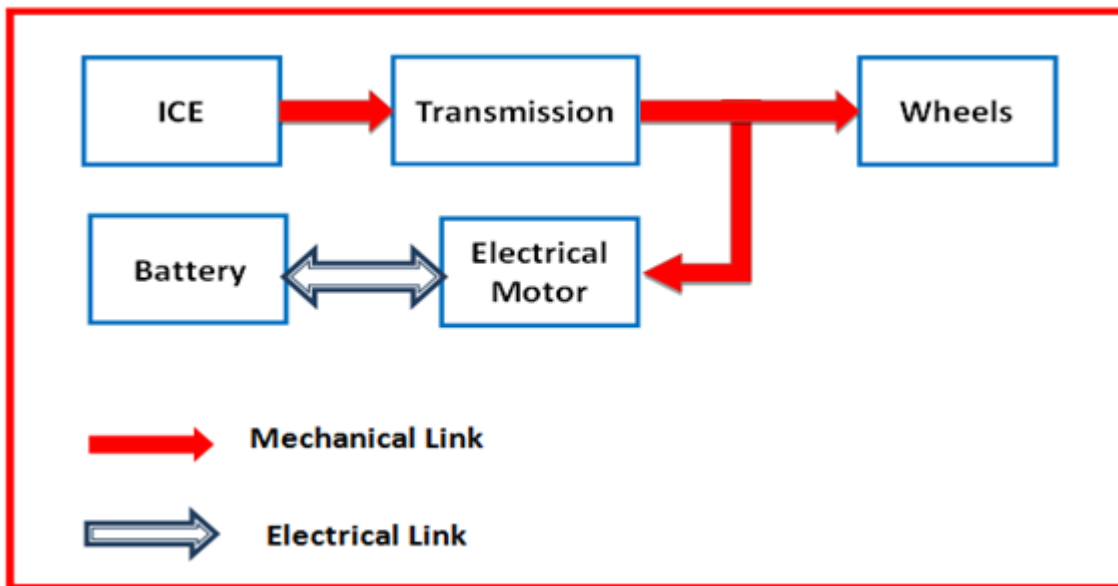 ICE
Transmission
Wheels
Battery
Electrical
Motor
Mechanical Link
Electrical Link